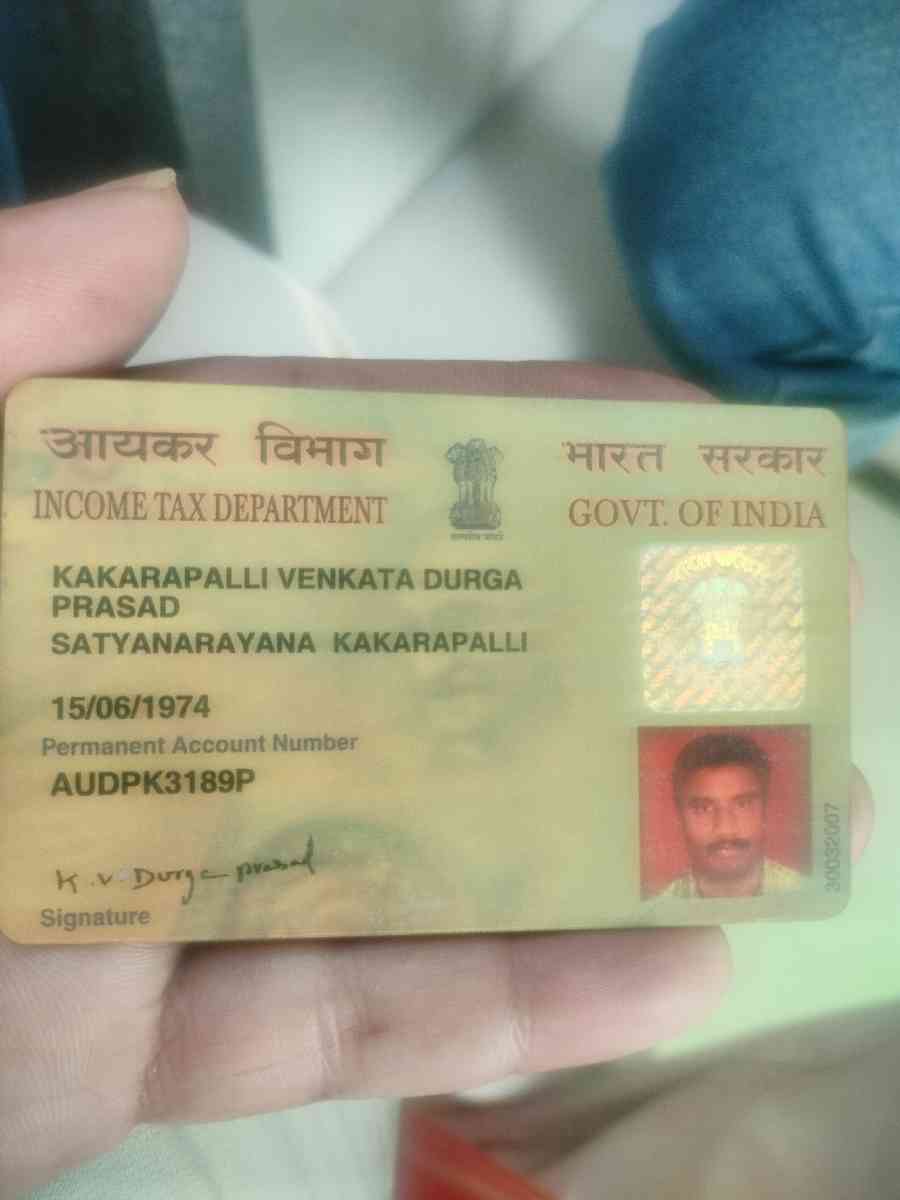 आयकर विभाग
INCOME TAX DEPARTMENT
भारत सरकार
GOVT. OF INDIA
KAKARAPALLI VENKATA DURGA
PRASAD
SATYANARAYANA KAKARAPALLI
15/06/1974
Permanent Account Number
AUDPK3189P
K.V. Durga prasad
Signature
30032007